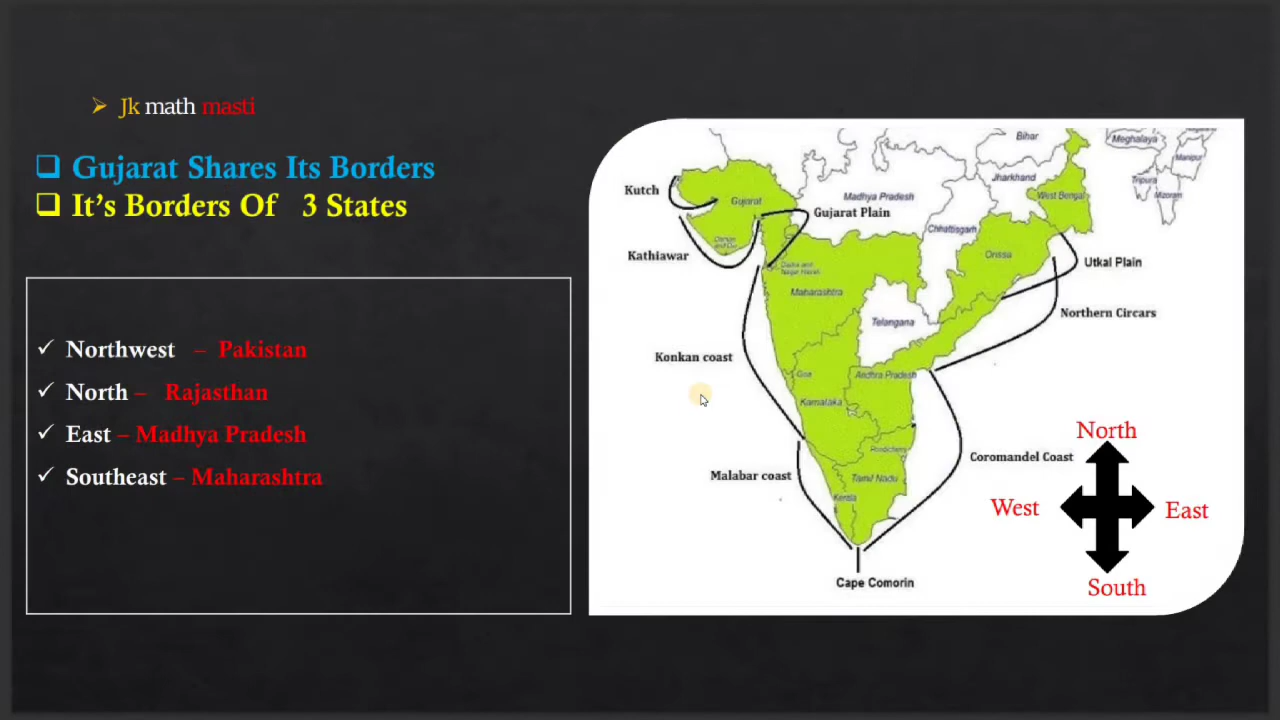 Jk math masti
Gujarat Shares Its Borders
It's Borders Of 3 States
Northwest – Pakistan
North – Rajasthan
East – Madhya Pradesh
Southeast – Maharashtra
Bihar
Meghalaya
Manipur
Tripura
Mizoram
Jharkhand
West Bengal
Madhya Pradesh
Chhattisgarh
Kutch
Gujarat
Gujarat Plain
Kathiawar
Orissa
Utkal Plain
Maharashtra
Telangana
Northern Circars
Konkan coast
Goa
Andhra Pradesh
Karnataka
Malabar coast
Tamil Nadu
Kerala
Coromandel Coast
Cape Comorin
North
West
East
South